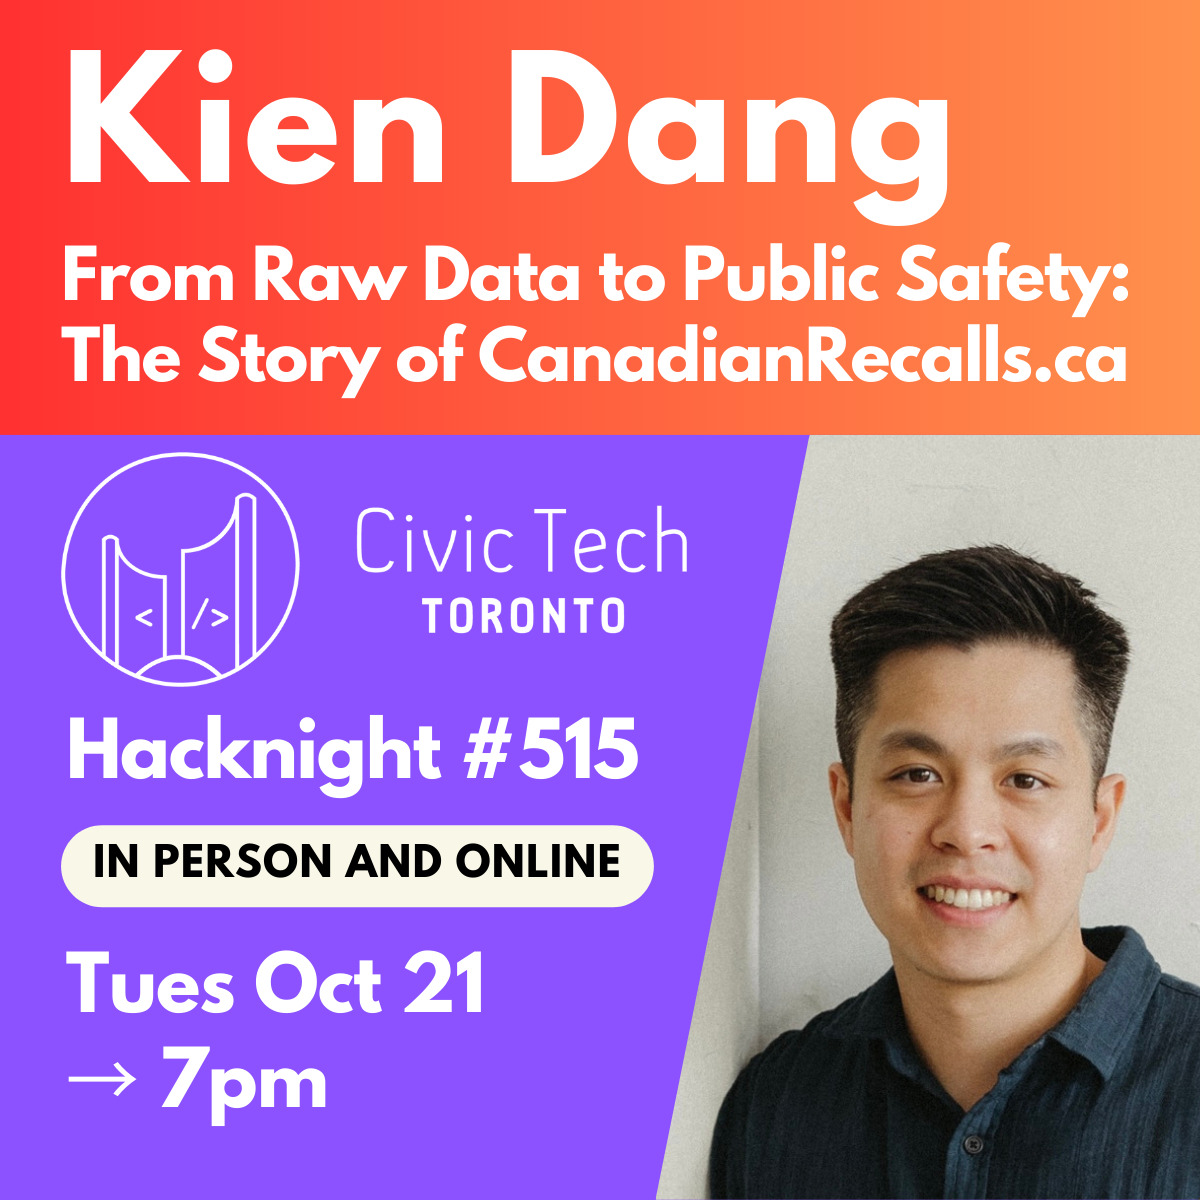 Kien Dang
From Raw Data to Public Safety:
The Story of CanadianRecalls.ca
< />
Civic Tech
TORONTO
Hacknight #515
IN PERSON AND ONLINE
Tues Oct 21
→ 7pm